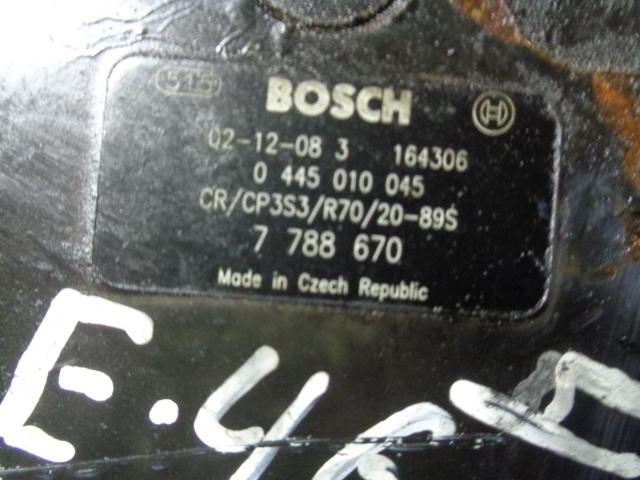 515 BOSCH
02-12-08 3 164306
0 445 010 045
CR/CP3S3/R70/20-89S
7 788 670
Made in Czech Republic